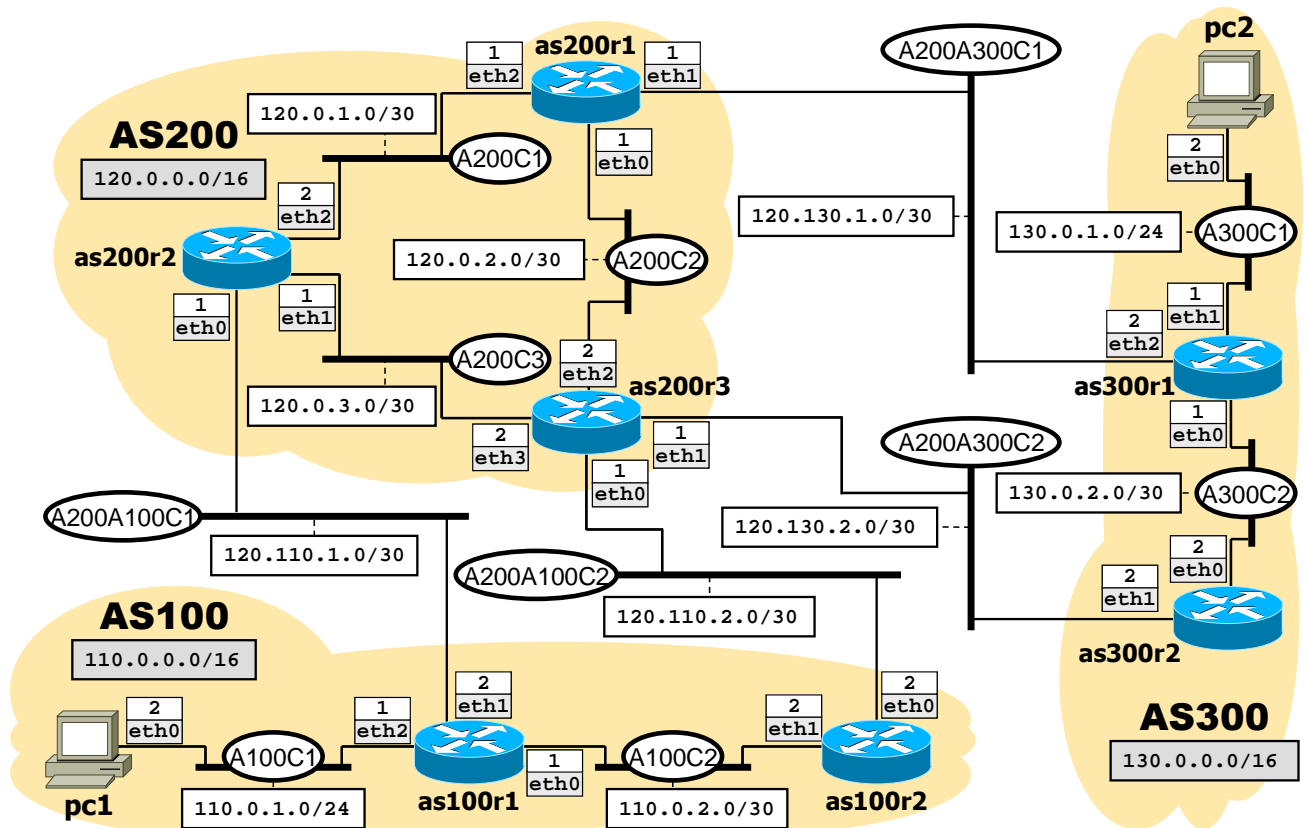 as200r1
1
eth2
1
eth1
A200A300C1
pc2
120.0.1.0/30
AS200
120.0.0.0/16
A200C1
1
eth0
2
eth0
2
eth2
as200r2
120.0.2.0/30
A200C2
120.130.1.0/30
130.0.1.0/24
A300C1
1
eth0
1
eth1
A200C3
120.0.3.0/30
2
eth2
as200r3
2
eth2
1
eth1
as300r1
2
eth3
1
eth0
1
eth1
A200A300C2
1
eth0
130.0.2.0/30
A300C2
A200A100C1
120.110.1.0/30
120.130.2.0/30
A200A100C2
120.110.2.0/30
2
eth0
2
eth1
as300r2
AS100
110.0.0.0/16
2
eth0
pc1
A100C1
110.0.1.0/24
1
eth2
2
eth1
as100r1
1
eth0
A100C2
110.0.2.0/30
2
eth1
2
eth0
as100r2
AS300
130.0.0.0/16